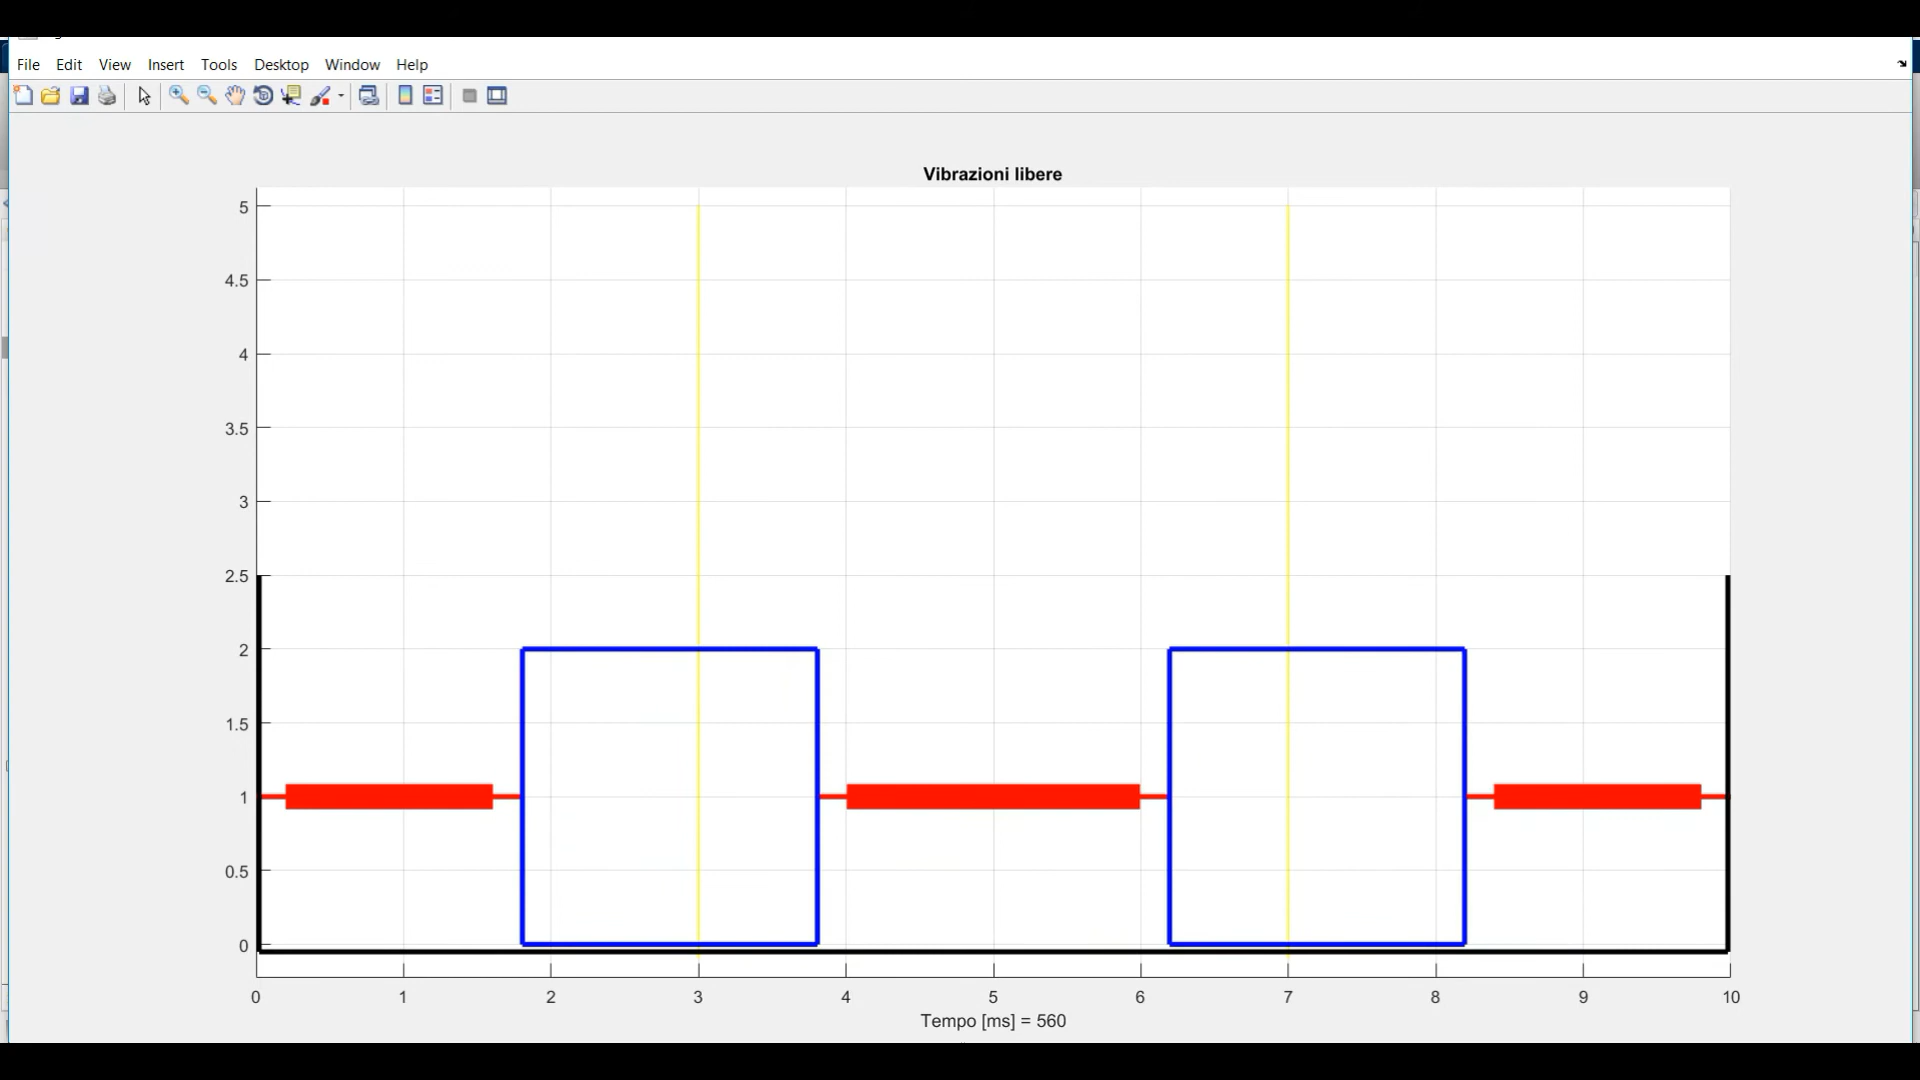 File Edit View Insert Tools Desktop Window Help
Vibrazioni libere
5
4.5
4
3.5
3
2.5
2
1.5
1
0.5
0
0 1 2 3 4 5 6 7 8 9 10
Tempo [ms] = 560